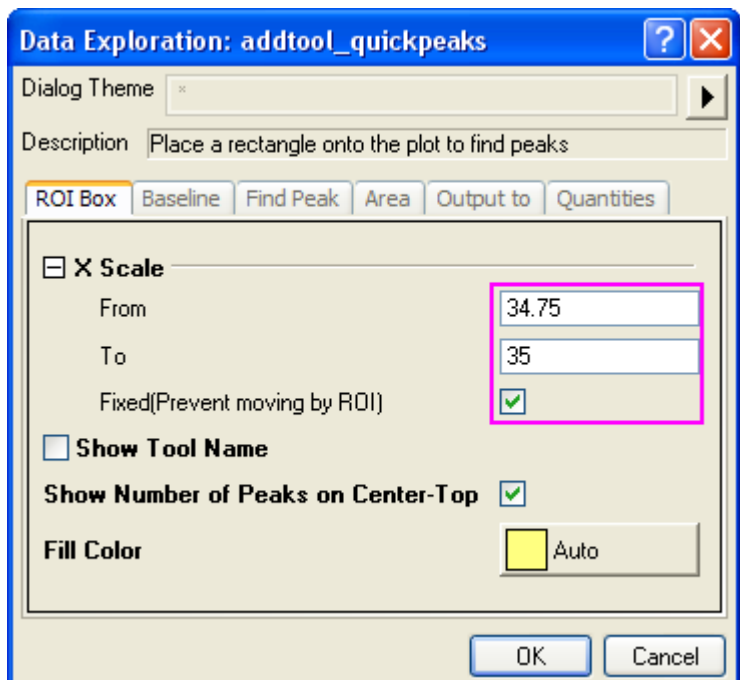 Data Exploration: addtool_quickpeaks
Dialog Theme *
Description Place a rectangle onto the plot to find peaks
ROI Box Baseline Find Peak Area Output to Quantities
X Scale
From 34.75
To 35
Fixed(Prevent moving by ROI)
Show Tool Name
Show Number of Peaks on Center-Top
Fill Color Auto
OK Cancel